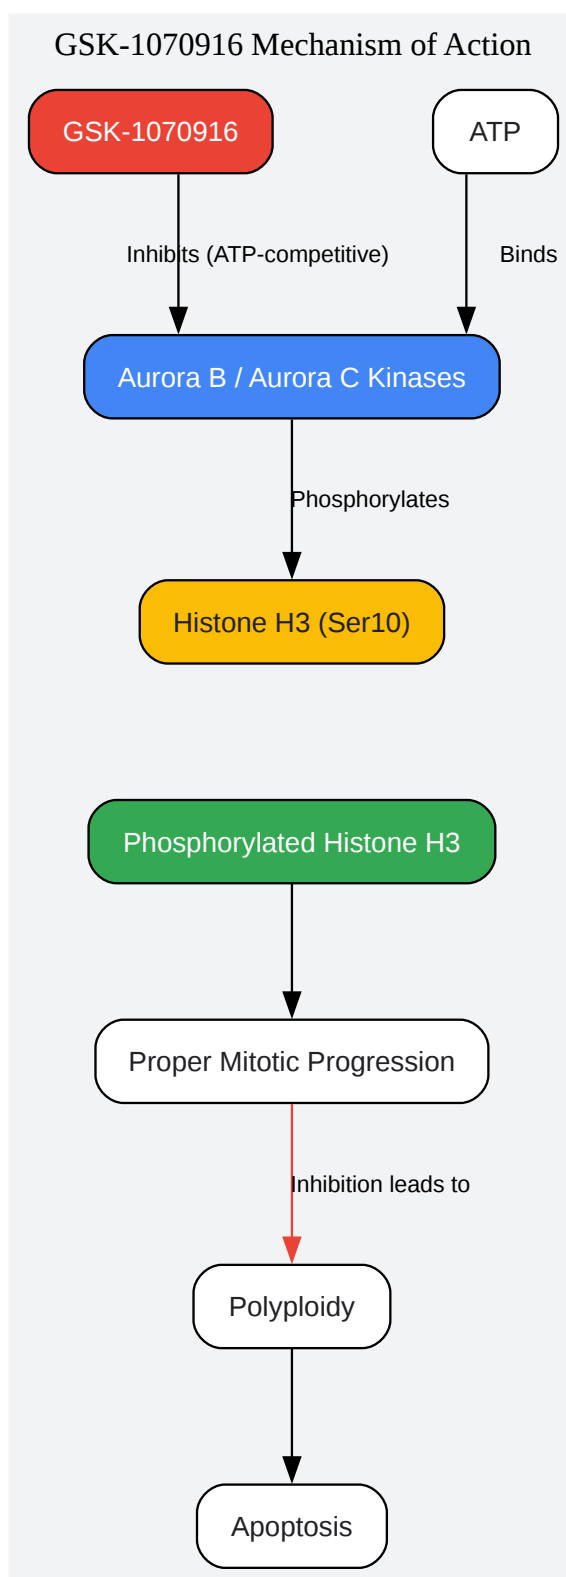 GSK-1070916 Mechanism of Action
GSK-1070916
ATP
Inhibits (ATP-competitive)
Binds
Aurora B / Aurora C Kinases
Phosphorylates
Histone H3 (Ser10)
Phosphorylated Histone H3
Proper Mitotic Progression
Inhibition leads to
Polyploidy
Apoptosis